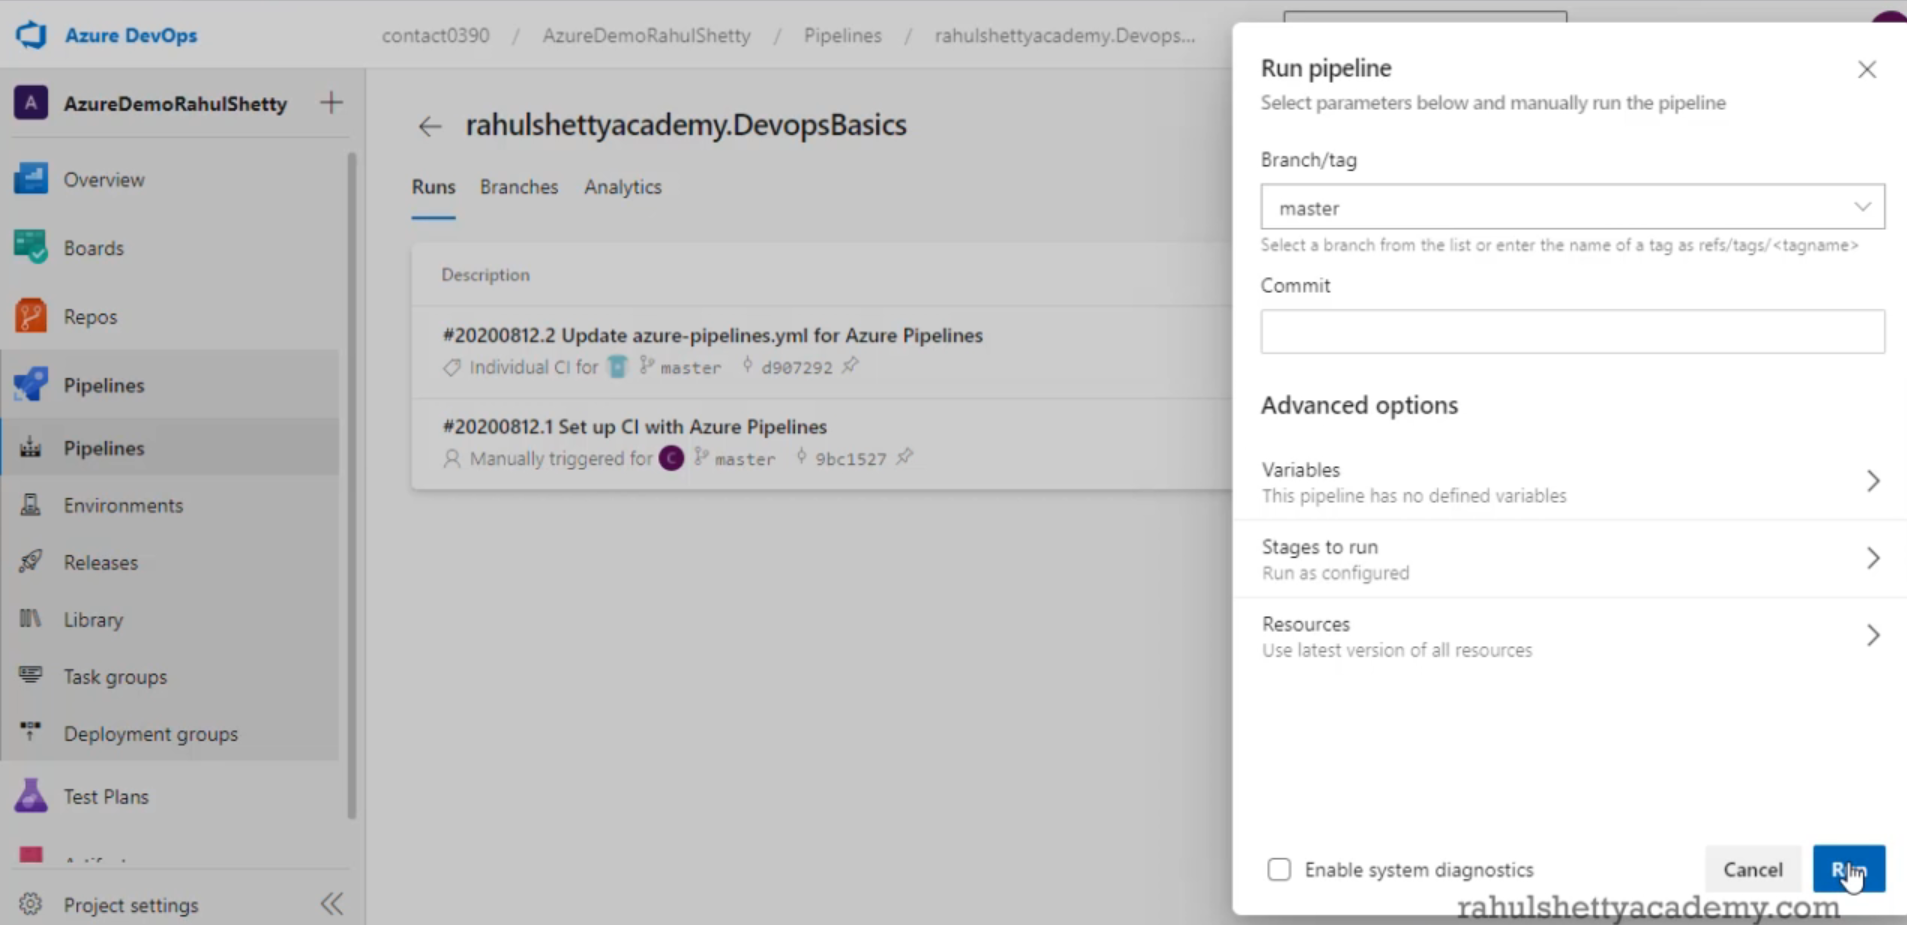 Azure DevOps
contact0390 / AzureDemoRahulShetty / Pipelines / rahulshettyacademy.Devops...
A AzureDemoRahulShetty
Overview
Boards
Repos
Pipelines
Pipelines
Environments
Releases
Library
Task groups
Deployment groups
Test Plans
Project settings
rahulshettyacademy.DevopsBasics
Runs Branches Analytics
Description
#20200812.2 Update azure-pipelines.yml for Azure Pipelines
Individual CI for master d907292
#20200812.1 Set up CI with Azure Pipelines
Manually triggered for C master 9bc1527
Run pipeline
Select parameters below and manually run the pipeline
Branch/tag
master
Select a branch from the list or enter the name of a tag as refs/tags/<tagname>
Commit
Advanced options
Variables
This pipeline has no defined variables
Stages to run
Run as configured
Resources
Use latest version of all resources
Enable system diagnostics
Cancel
Run
rahulshettyacademy.com